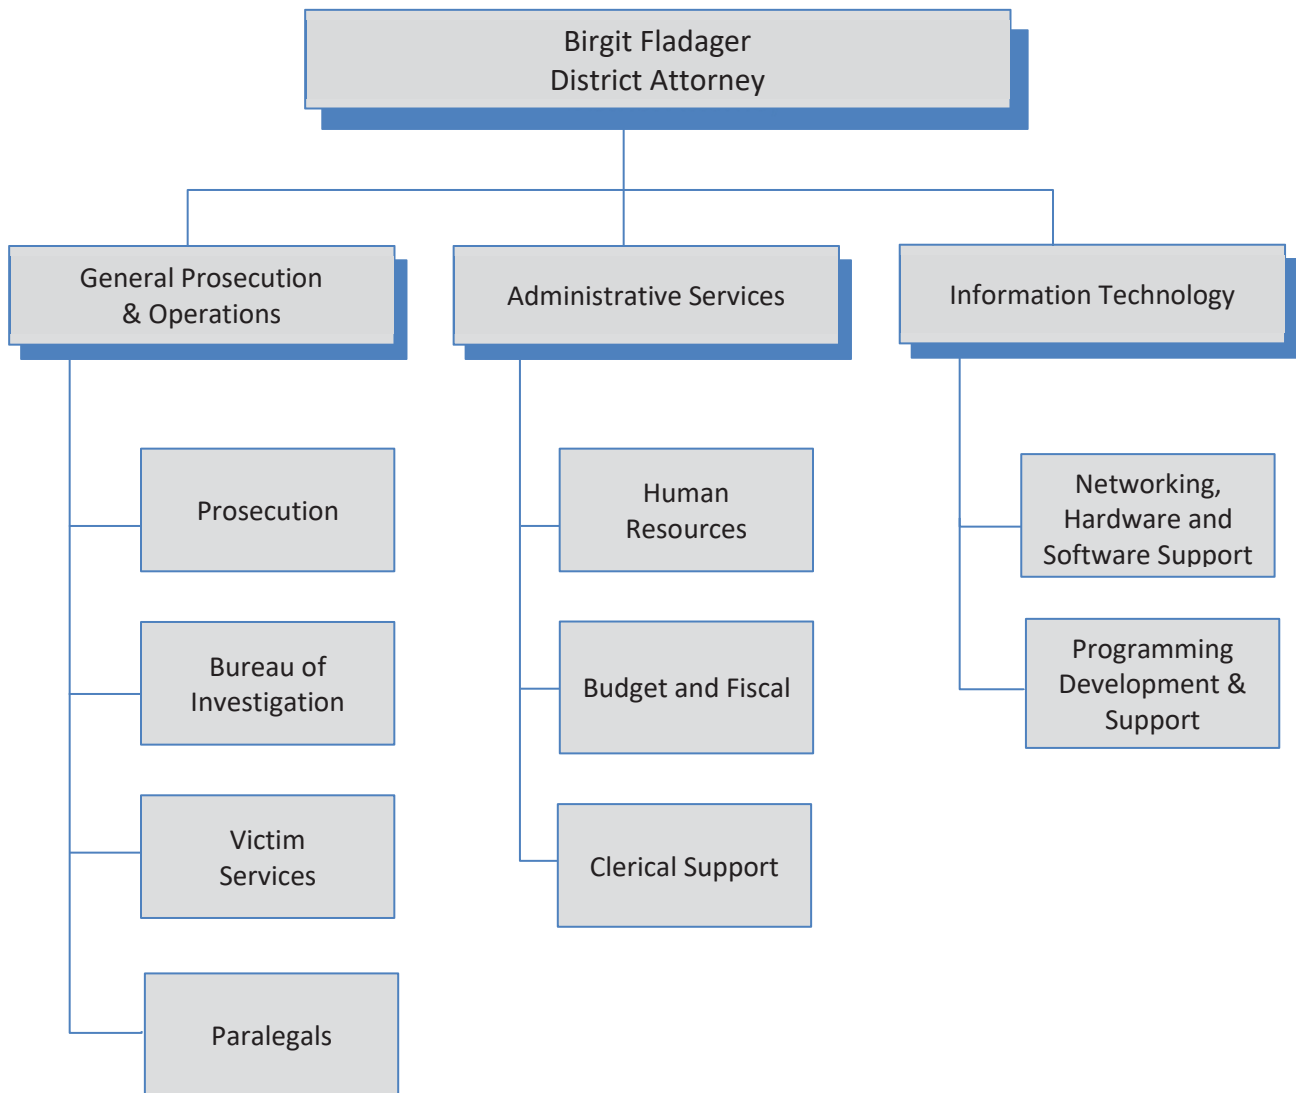 Birgit Fladager
District Attorney
General Prosecution
& Operations
Administrative Services
Information Technology
Prosecution
Bureau of
Investigation
Victim
Services
Paralegals
Human
Resources
Budget and Fiscal
Clerical Support
Networking,
Hardware and
Software Support
Programming
Development &
Support